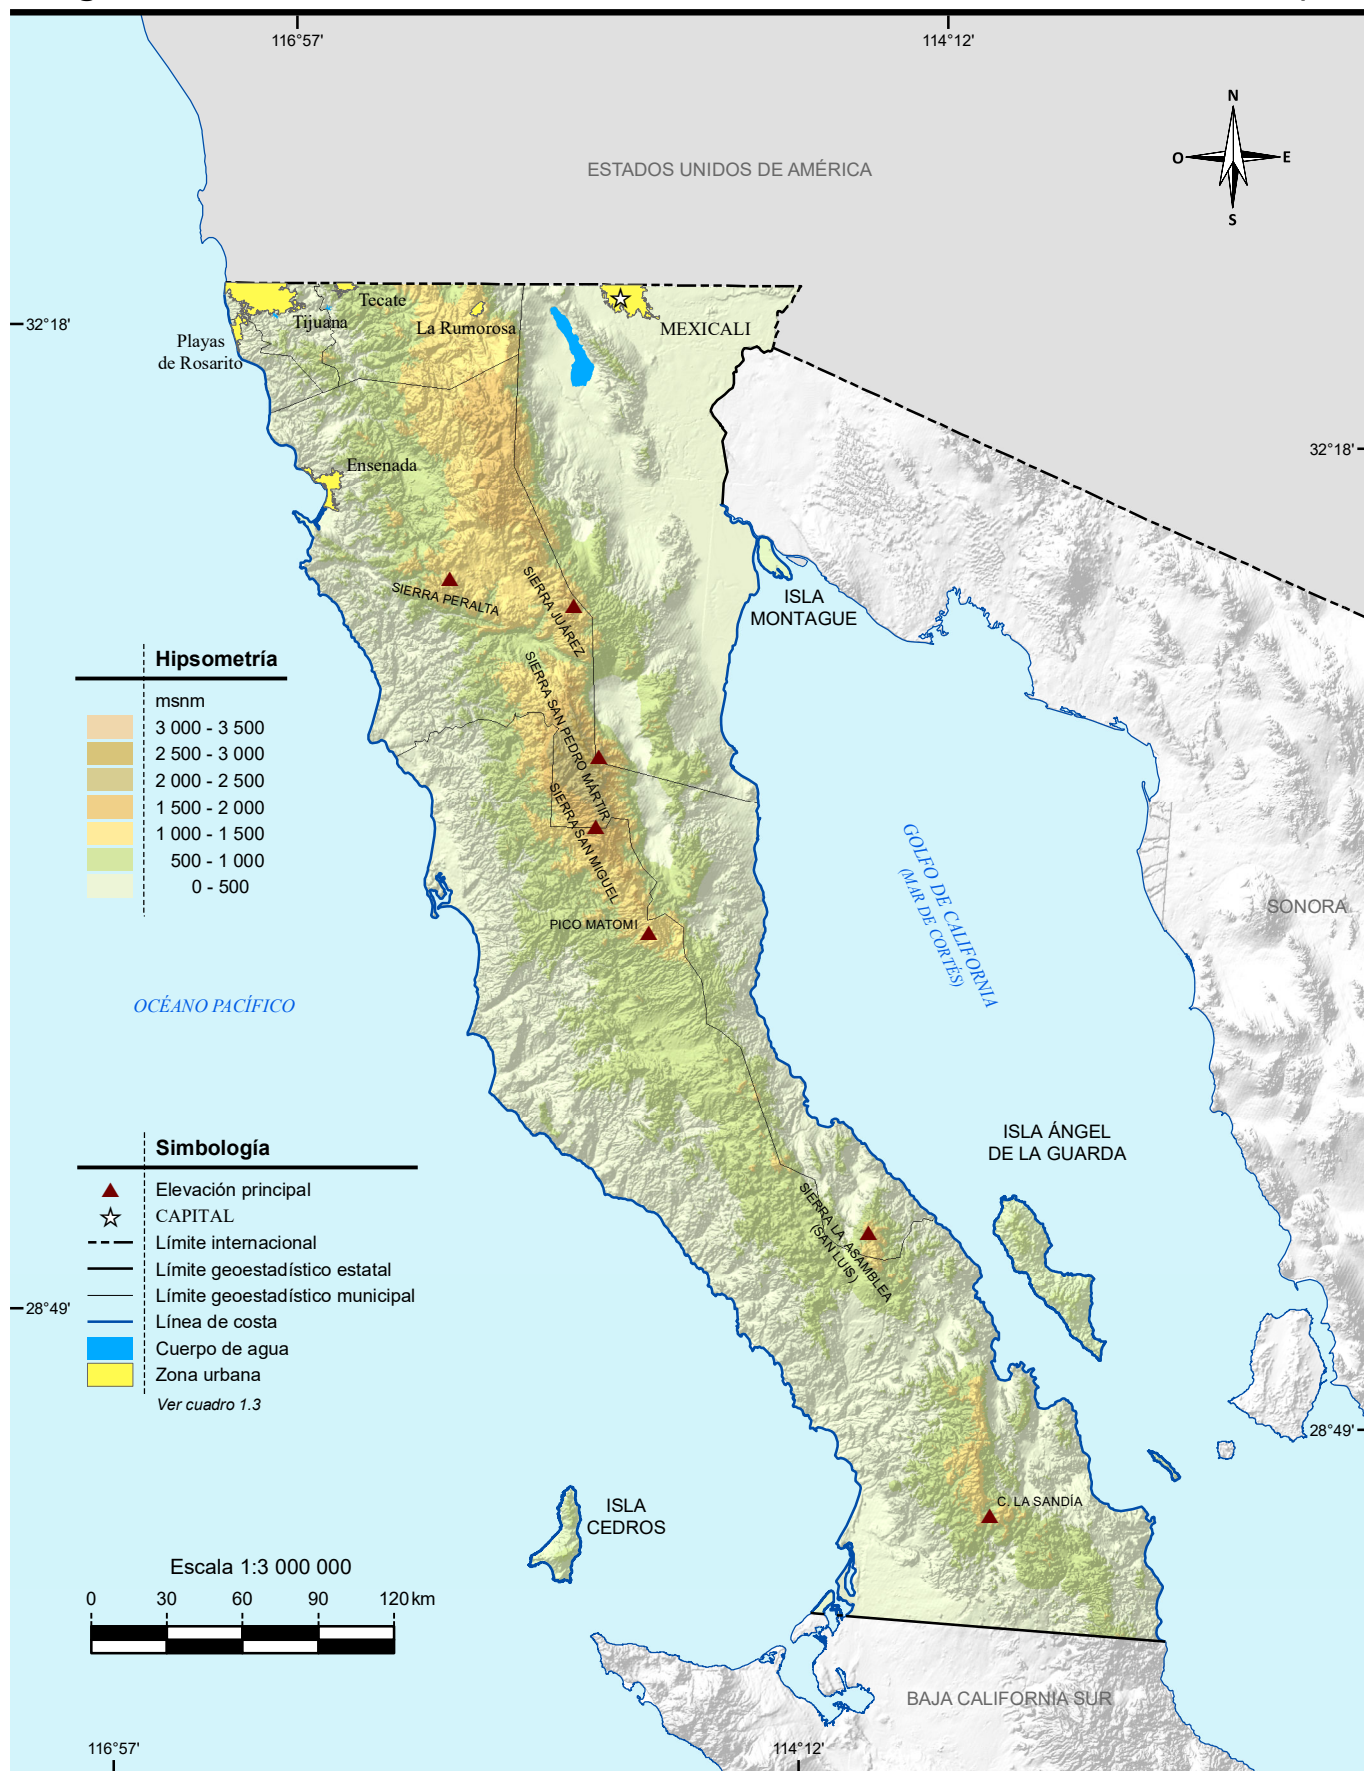 116°57'
114°12'
ESTADOS UNIDOS DE AMÉRICA
N
O
E
S
32°18'
Tecate
Tijuana
La Rumorosa
MEXICALI
Playas
de Rosarito
32°18'
Ensenada
ISLA
MONTAGUE
SIERRA PERALTA
SIERRA JUÁREZ
SIERRA SAN PEDRO MÁRTIR
SIERRA SAN MIGUEL
PICO MATOMI
Hipsometría
msnm
3 000 - 3 500
2 500 - 3 000
2 000 - 2 500
1 500 - 2 000
1 000 - 1 500
500 - 1 000
0 - 500
GOLFO DE CALIFORNIA
(MAR DE CORTÉS)
SONORA
OCÉANO PACÍFICO
ISLA ÁNGEL
DE LA GUARDA
Simbología
Elevación principal
CAPITAL
Límite internacional
Límite geoestadístico estatal
Límite geoestadístico municipal
Línea de costa
Cuerpo de agua
Zona urbana
Ver cuadro 1.3
SIERRA LA ASAMBLEA
(SAN LUIS)
28°49'
28°49'
C. LA SANDÍA
ISLA
CEDROS
Escala 1:3 000 000
0 30 60 90 120 km
BAJA CALIFORNIA SUR
116°57'
114°12'